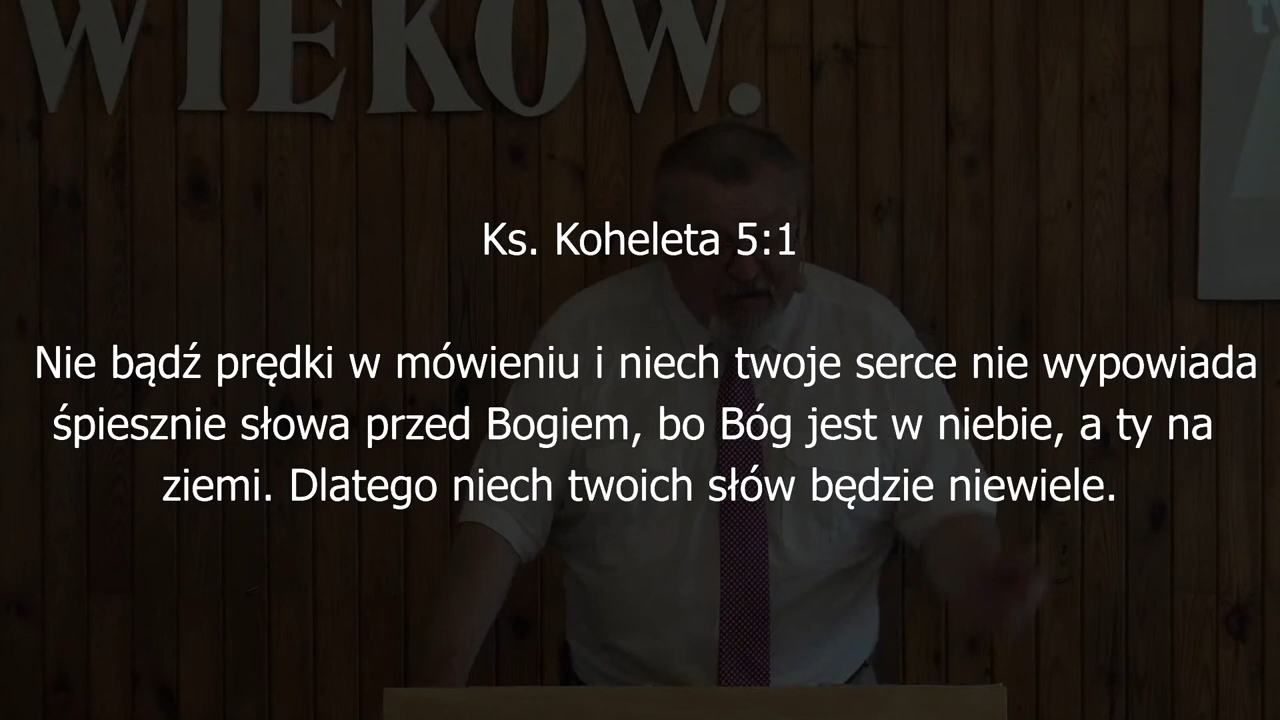 WIEKÓW.
Ks. Koheleta 5:1
Nie bądź prędki w mówieniu i niech twoje serce nie wypowiada
śpiesznie słowa przed Bogiem, bo Bóg jest w niebie, a ty na
ziemi. Dlatego niech twoich słów będzie niewiele.